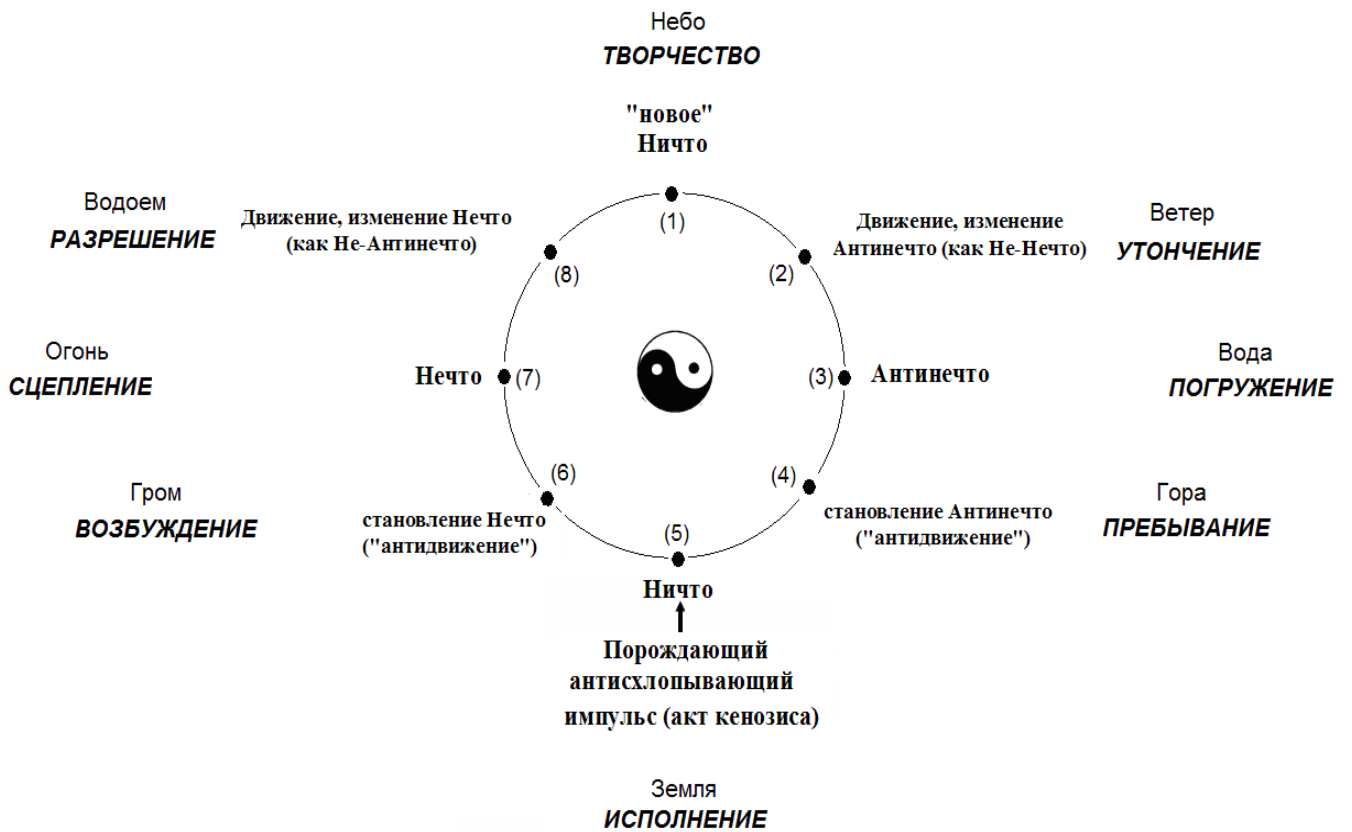 Небо
ТВОРЧЕСТВО
"новое"
Ничто
(1)
Водоем
РАЗРЕШЕНИЕ
Движение, изменение Нечто
(как Не-Антинечто)
(8)
Движение, изменение
Антинечто (как Не-Нечто)
(2)
Ветер
УТОНЧЕНИЕ
Огонь
СЦЕПЛЕНИЕ
Нечто
(7)
(3)
Антинечто
Вода
ПОГРУЖЕНИЕ
Гром
ВОЗБУЖДЕНИЕ
(6)
становление Нечто
("антидвижение")
(4)
становление Антинечто
("антидвижение")
Гора
ПРЕБЫВАНИЕ
(5)
Ничто
Порождающий
антисхлопывающий
импульс (акт кенозиса)
Земля
ИСПОЛНЕНИЕ